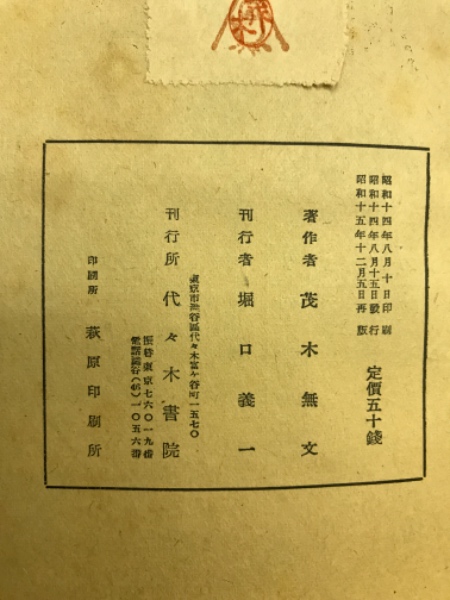 昭和十四年八月十日印刷
昭和十四年八月十五日發行
昭和十五年十二月五日再版
定價五十錢
著作者 茂木無文
刊行者 堀口義一
東京市澁谷區代々木富ヶ谷町一五七〇
刊行所 代々木書院
振替東京七六〇一九番
電話澁谷(46)一〇五六番
印刷所 萩原印刷所